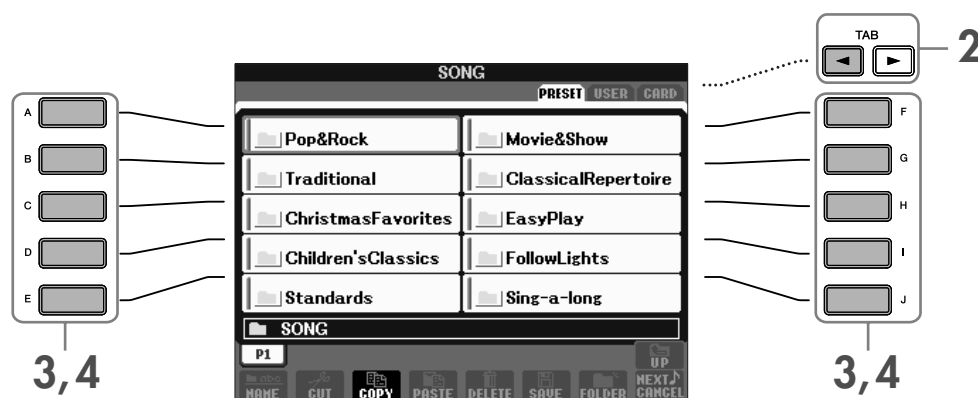 TAB
2
SONG
PRESET USER CARD
A
Pop&Rock
Movie&Show
F
B
Traditional
ClassicalRepertoire
G
C
ChristmasFavorites
EasyPlay
H
D
Children'sClassics
FollowLights
I
E
Standards
Sing-a-long
J
SONG
P1
UP
3,4
3,4
NAME CUT COPY PASTE DELETE SAVE FOLDER NEXT♪
CANCEL